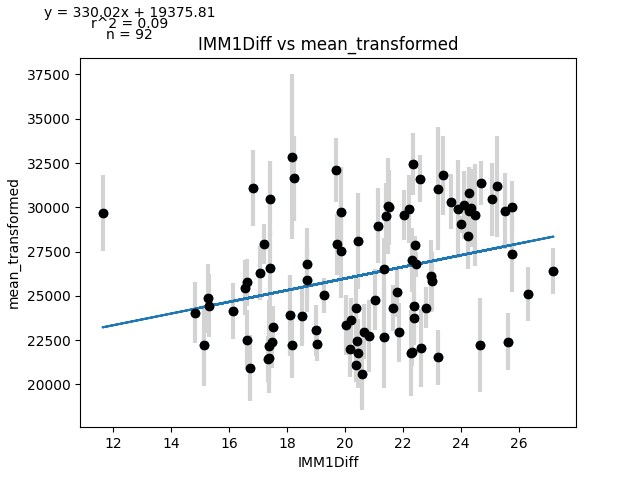 y = 330.02x + 19375.81
r^2 = 0.09
n = 92
IMM1Diff vs mean_transformed
37500
35000
32500
30000
27500
25000
22500
20000
mean_transformed
12 14 16 18 20 22 24 26
IMM1Diff